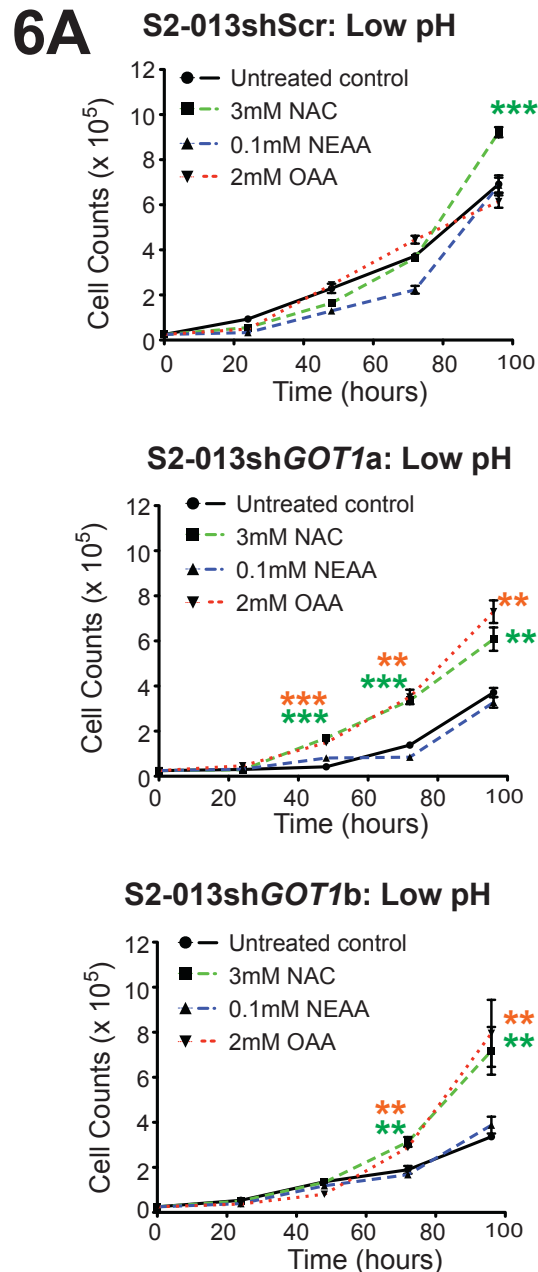 6A
S2-013shScr: Low pH
Untreated control
3mM NAC
0.1mM NEAA
2mM OAA
***
12
10
8
6
4
2
0
Cell Counts (x 10⁵)
0 20 40 60 80 100
Time (hours)
S2-013shGOT1a: Low pH
Untreated control
3mM NAC
0.1mM NEAA
2mM OAA
**
**
**
***
***
***
12
10
8
6
4
2
0
Cell Counts (x 10⁵)
0 20 40 60 80 100
Time (hours)
S2-013shGOT1b: Low pH
Untreated control
3mM NAC
0.1mM NEAA
2mM OAA
**
**
**
**
12
10
8
6
4
2
0
Cell Counts (x 10⁵)
0 20 40 60 80 100
Time (hours)